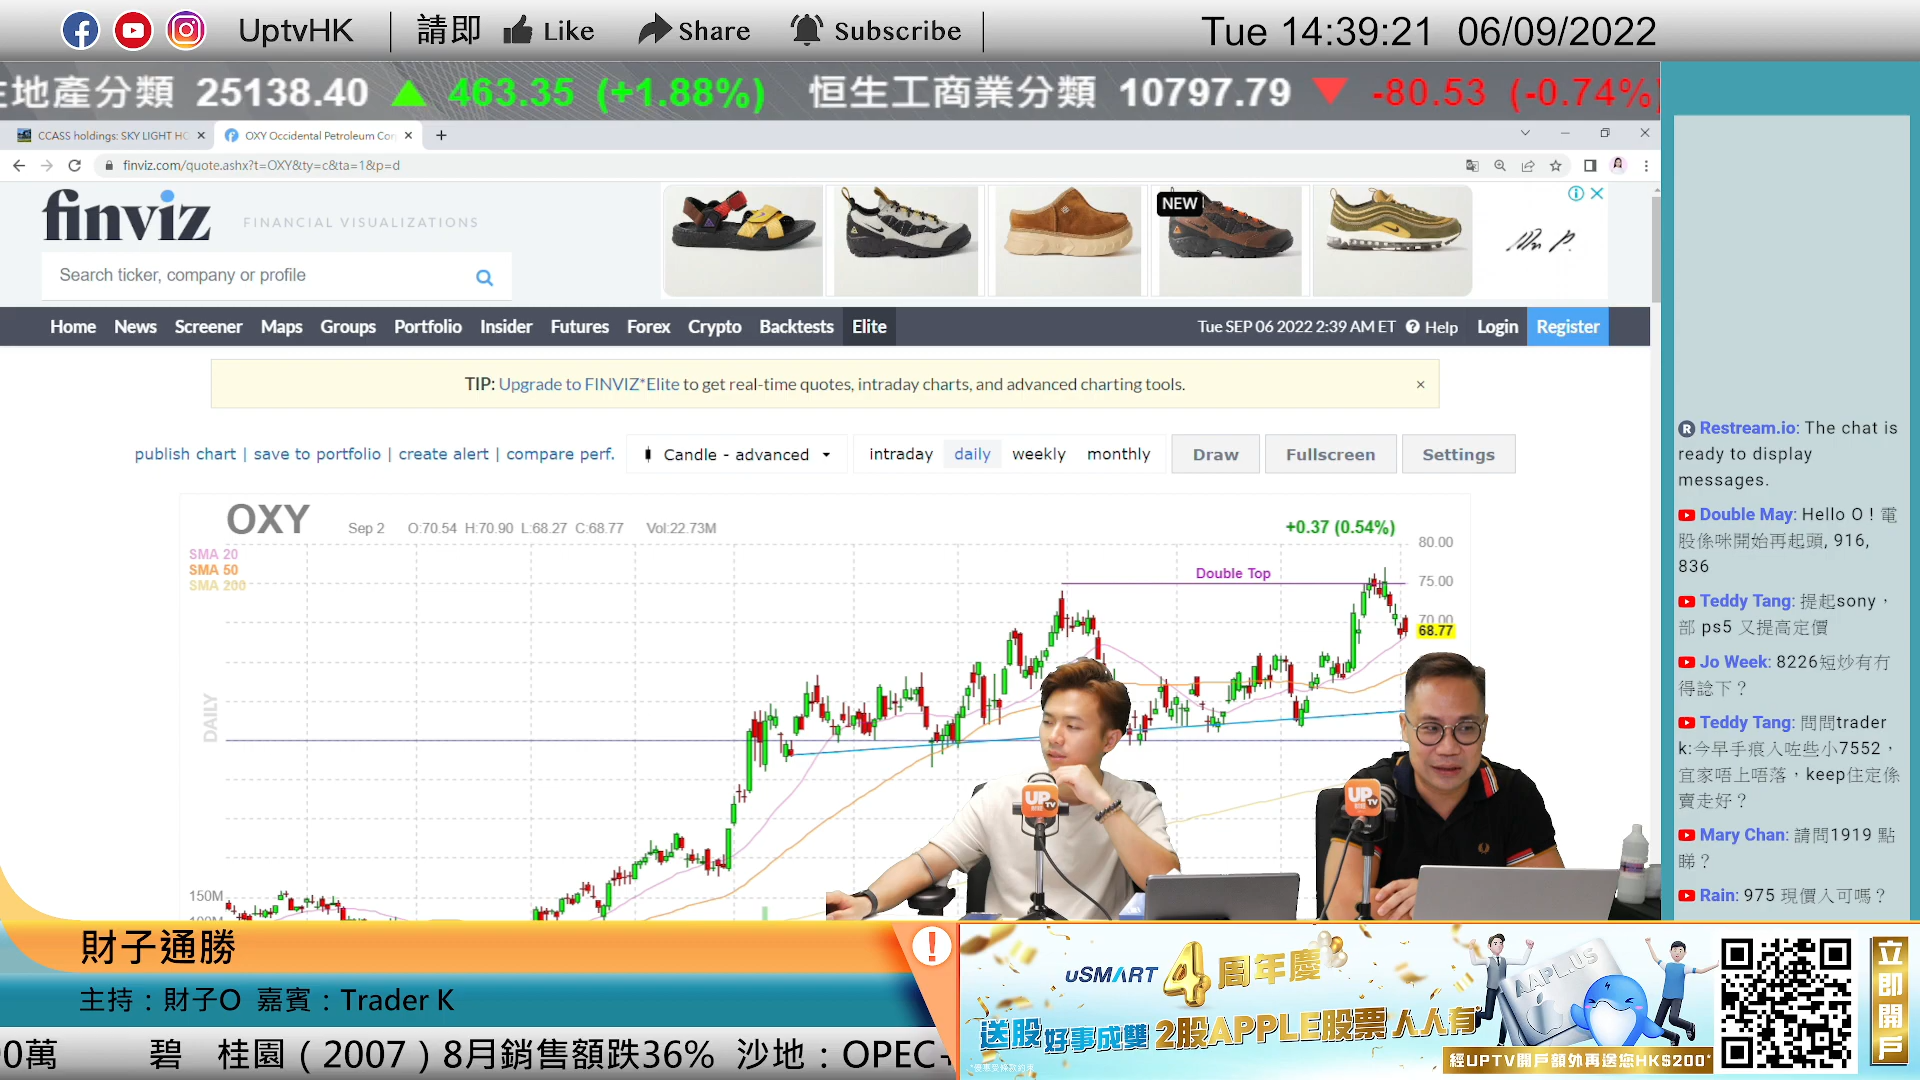 UptvHK 請即 Like Share Subscribe Tue 14:39:21 06/09/2022
地產分類 25138.40 ▲ 463.35 (+1.88%) 恒生工商業分類 10797.79 ▼ -80.53 (-0.74%)
CCASS holdings: SKY LIGHT HO OXY Occidental Petroleum Cor
finviz.com/quote.ashx?t=OXY&ty=c&ta=1&p=d
finviz FINANCIAL VISUALIZATIONS
NEW
Search ticker, company or profile
Home News Screener Maps Groups Portfolio Insider Futures Forex Crypto Backtests Elite Tue SEP 06 2022 2:39 AM ET Help Login Register
TIP: Upgrade to FINVIZ*Elite to get real-time quotes, intraday charts, and advanced charting tools.
publish chart | save to portfolio | create alert | compare perf. Candle - advanced intraday daily weekly monthly Draw Fullscreen Settings
OXY Sep 2 O:70.54 H:70.90 L:68.27 C:68.77 Vol:22.73M +0.37 (0.54%)
SMA 20
SMA 50
SMA 200
Double Top
80.00
75.00
70.00
68.77
DAILY
150M
UP TV
UP TV
Restream.io: The chat is
ready to display
messages.
Double May: Hello O ! 電
股係咪開始再起頭, 916,
836
Teddy Tang: 提起sony，
部 ps5 又提高定價
Jo Week: 8226短炒有冇
得諗下？
Teddy Tang: 問問trader
k:今早手痕入咗些小7552，
宜家唔上唔落，keep住定係
賣走好？
Mary Chan: 請問1919 點
睇？
Rain: 975 現價入可嗎？
財子通勝
主持：財子O 嘉賓：Trader K
00萬 碧 桂園（2007）8月銷售額跌36% 沙地：OPEC+
uSMART 4周年慶
送股好事成雙 2股APPLE股票人人有*
AAPL.US
經UPTV開戶額外再送您HK$200*
立即開戶